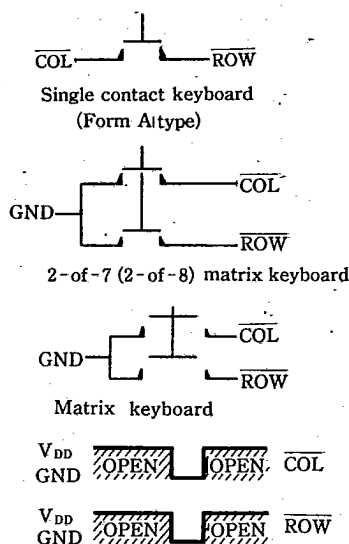 COL ROW
Single contact keyboard
(Form A type)
COL
GND
ROW
2-of-7 (2-of-8) matrix keyboard
COL
GND
ROW
Matrix keyboard
VDD
OPEN OPEN COL
GND
VDD
OPEN OPEN ROW
GND